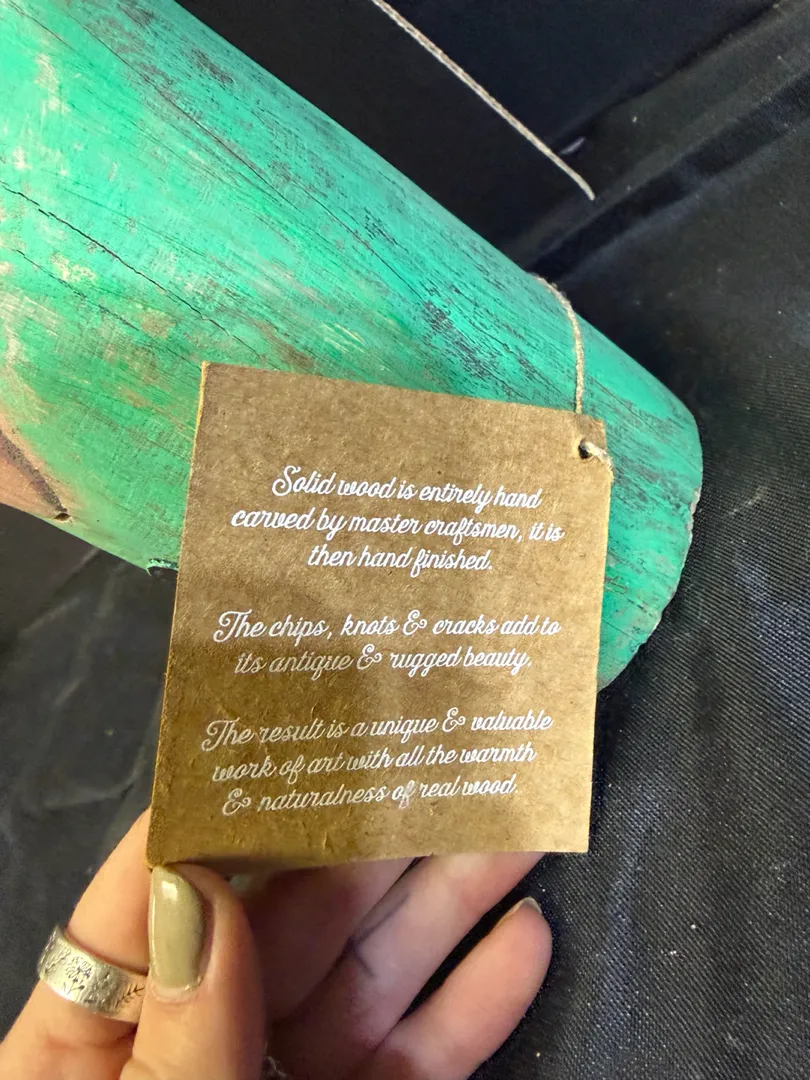 Solid wood is entirely hand
carved by master craftsmen, it is
then hand finished.
The chips, knots & cracks add to
its antique & rugged beauty.
The result is a unique & valuable
work of art with all the warmth
& naturalness of real wood.